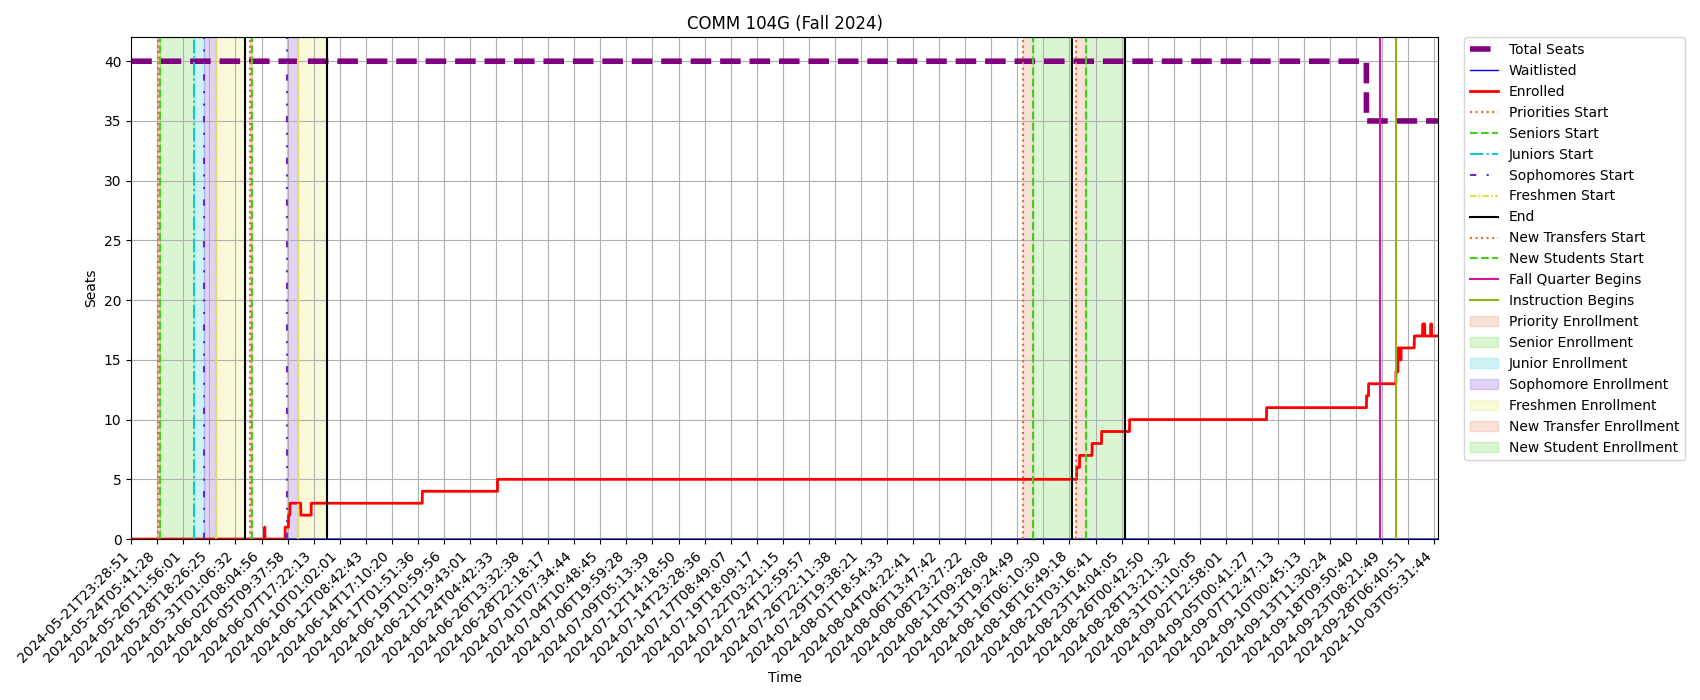 COMM 104G (Fall 2024)
Seats
40
35
30
25
20
15
10
5
0
2024-05-21T23:28:51
2024-05-24T05:41:28
2024-05-26T11:56:01
2024-05-28T18:26:25
2024-05-31T01:06:32
2024-06-02T08:04:56
2024-06-05T09:37:58
2024-06-07T17:22:13
2024-06-10T01:02:01
2024-06-12T08:42:43
2024-06-14T17:10:20
2024-06-17T01:51:36
2024-06-19T10:59:56
2024-06-21T19:43:01
2024-06-24T04:42:33
2024-06-26T13:32:38
2024-06-28T22:18:17
2024-07-01T07:34:44
2024-07-04T10:48:45
2024-07-06T19:59:28
2024-07-09T05:13:39
2024-07-12T14:18:50
2024-07-14T23:28:36
2024-07-17T08:49:07
2024-07-19T18:09:17
2024-07-22T03:21:15
2024-07-24T12:59:57
2024-07-26T22:11:38
2024-07-29T19:38:21
2024-08-01T18:54:33
2024-08-04T04:22:41
2024-08-06T13:47:42
2024-08-08T23:27:22
2024-08-11T09:28:08
2024-08-13T19:24:49
2024-08-16T06:10:30
2024-08-18T16:49:18
2024-08-21T03:16:41
2024-08-23T14:04:05
2024-08-26T00:42:50
2024-08-28T13:21:32
2024-08-31T01:10:05
2024-09-02T12:58:01
2024-09-05T00:41:27
2024-09-07T12:47:13
2024-09-10T00:45:13
2024-09-13T11:30:24
2024-09-18T09:50:40
2024-09-23T08:21:49
2024-09-28T06:40:51
2024-10-03T05:31:44
Time
Total Seats
Waitlisted
Enrolled
Priorities Start
Seniors Start
Juniors Start
Sophomores Start
Freshmen Start
End
New Transfers Start
New Students Start
Fall Quarter Begins
Instruction Begins
Priority Enrollment
Senior Enrollment
Junior Enrollment
Sophomore Enrollment
Freshmen Enrollment
New Transfer Enrollment
New Student Enrollment